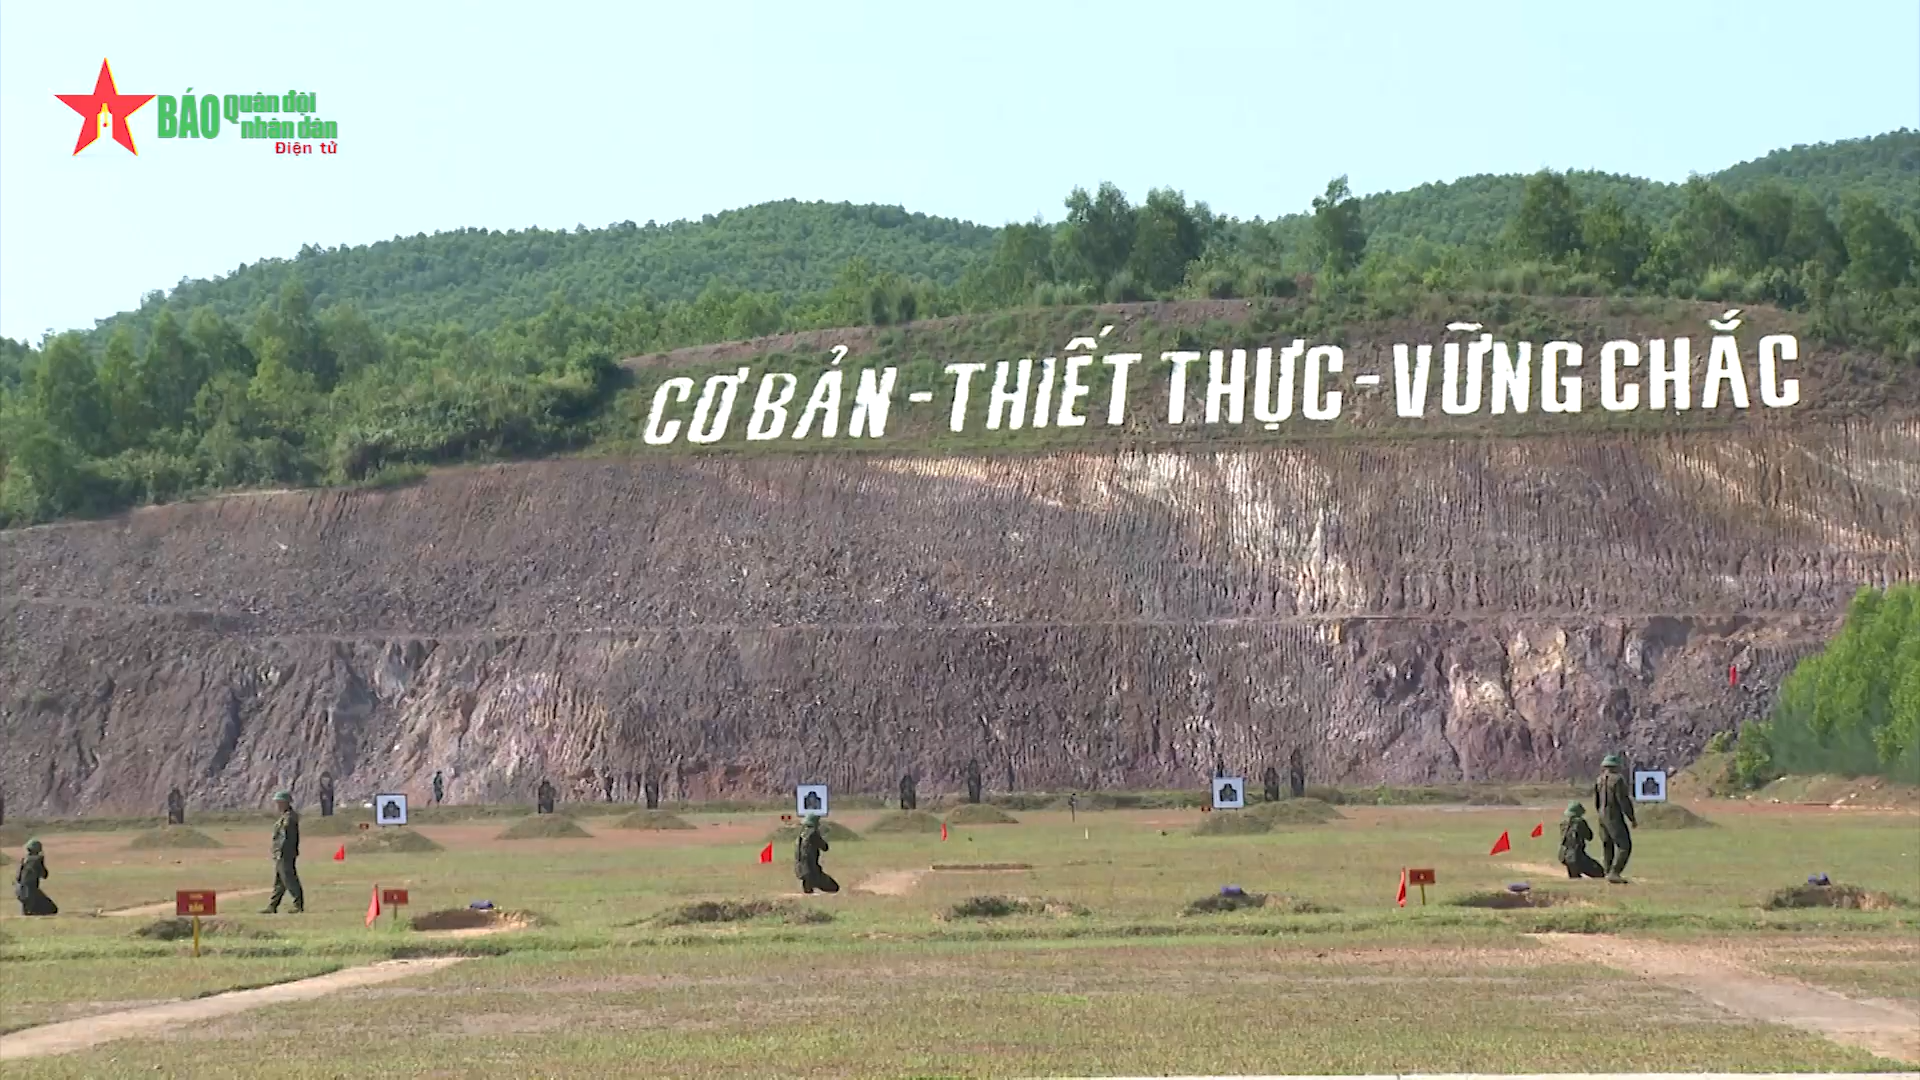 BÁO Quân đội
nhân dân
Điện tử
CƠ BẢN - THIẾT THỰC - VỮNG CHẮC